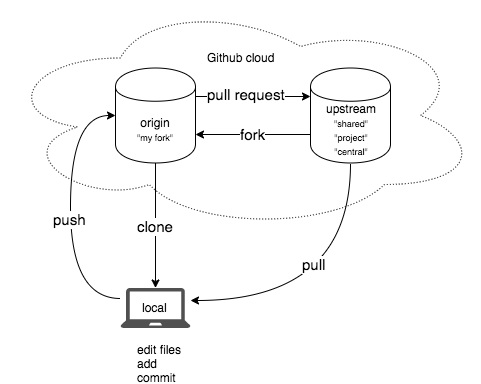 Github cloud
pull request
origin
"my fork"
upstream
"shared"
"project"
"central"
fork
push
clone
pull
local
edit files
add
commit